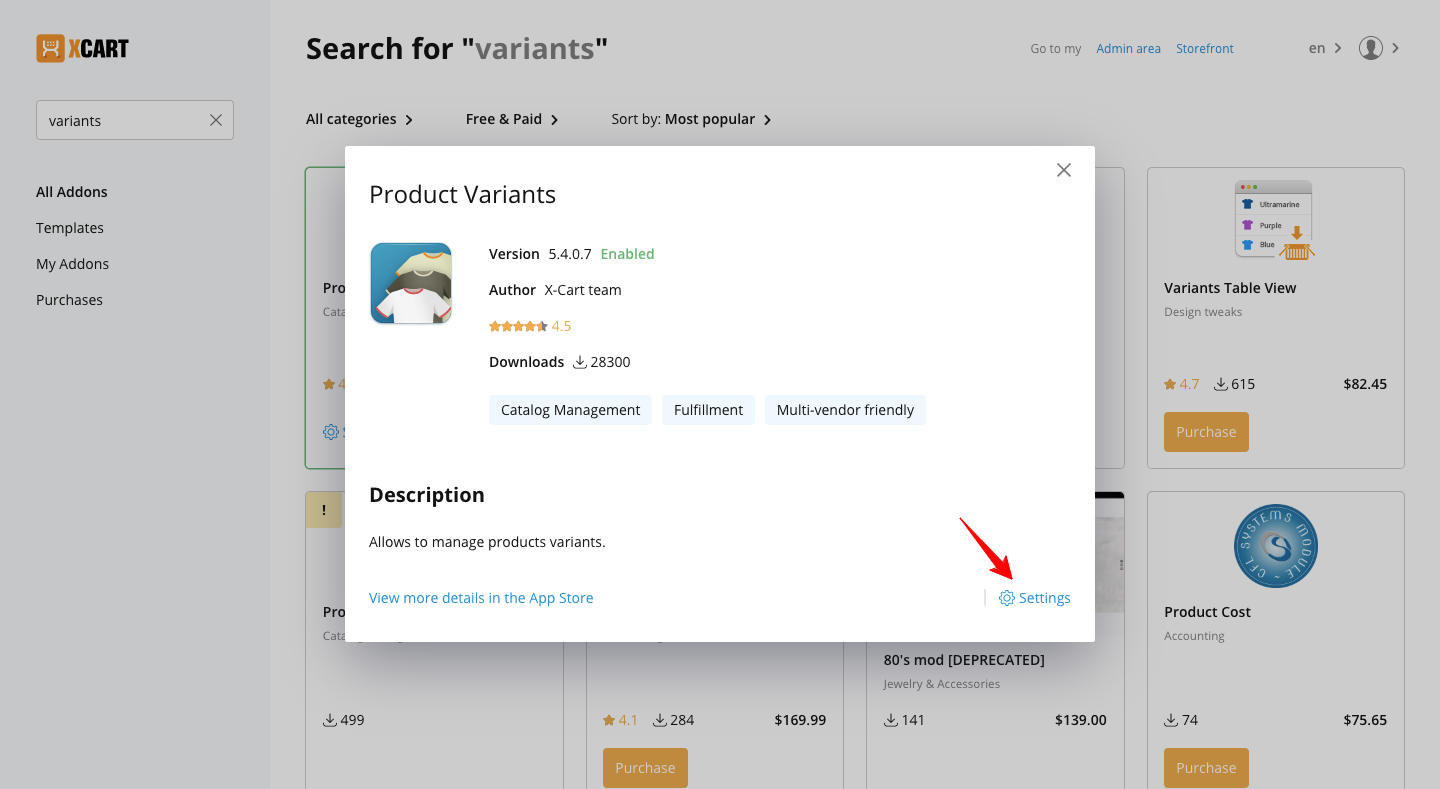 XCART
Search for "variants"
Go to my Admin area Storefront
en
variants
All categories Free & Paid Sort by: Most popular
All Addons
Templates
My Addons
Purchases
Product Variants
Version 5.4.0.7 Enabled
Author X-Cart team
4.5
Downloads 28300
Catalog Management Fulfillment Multi-vendor friendly
Description
Allows to manage products variants.
View more details in the App Store
Settings
Ultramarine
Purple
Blue
Variants Table View
Design tweaks
4.7 615 $82.45
Purchase
!
499
4.1 284 $169.99
Purchase
80's mod [DEPRECATED]
Jewelry & Accessories
141 $139.00
CFL SYSTEMS MODULE
Product Cost
Accounting
74 $75.65
Purchase